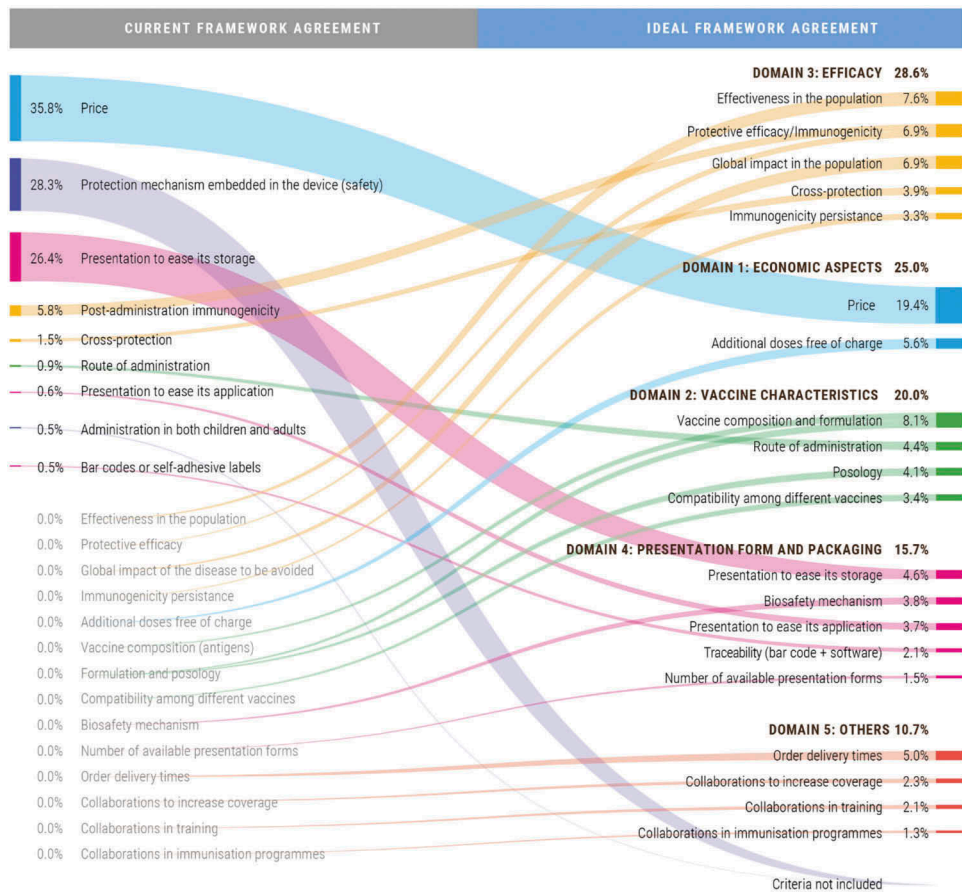 CURRENT FRAMEWORK AGREEMENT
IDEAL FRAMEWORK AGREEMENT
35.8% Price
28.3% Protection mechanism embedded in the device (safety)
26.4% Presentation to ease its storage
5.8% Post-administration immunogenicity
1.5% Cross-protection
0.9% Route of administration
0.6% Presentation to ease its application
0.5% Administration in both children and adults
0.5% Bar codes or self-adhesive labels
0.0% Effectiveness in the population
0.0% Protective efficacy
0.0% Global impact of the disease to be avoided
0.0% Immunogenicity persistance
0.0% Additional doses free of charge
0.0% Vaccine composition (antigens)
0.0% Formulation and posology
0.0% Compatibility among different vaccines
0.0% Biosafety mechanism
0.0% Number of available presentation forms
0.0% Order delivery times
0.0% Collaborations to increase coverage
0.0% Collaborations in training
0.0% Collaborations in immunisation programmes
DOMAIN 3: EFFICACY 28.6%
Effectiveness in the population 7.6%
Protective efficacy/Immunogenicity 6.9%
Global impact in the population 6.9%
Cross-protection 3.9%
Immunogenicity persistance 3.3%
DOMAIN 1: ECONOMIC ASPECTS 25.0%
Price 19.4%
Additional doses free of charge 5.6%
DOMAIN 2: VACCINE CHARACTERISTICS 20.0%
Vaccine composition and formulation 8.1%
Route of administration 4.4%
Posology 4.1%
Compatibility among different vaccines 3.4%
DOMAIN 4: PRESENTATION FORM AND PACKAGING 15.7%
Presentation to ease its storage 4.6%
Biosafety mechanism 3.8%
Presentation to ease its application 3.7%
Traceability (bar code + software) 2.1%
Number of available presentation forms 1.5%
DOMAIN 5: OTHERS 10.7%
Order delivery times 5.0%
Collaborations to increase coverage 2.3%
Collaborations in training 2.1%
Collaborations in immunisation programmes 1.3%
Criteria not included